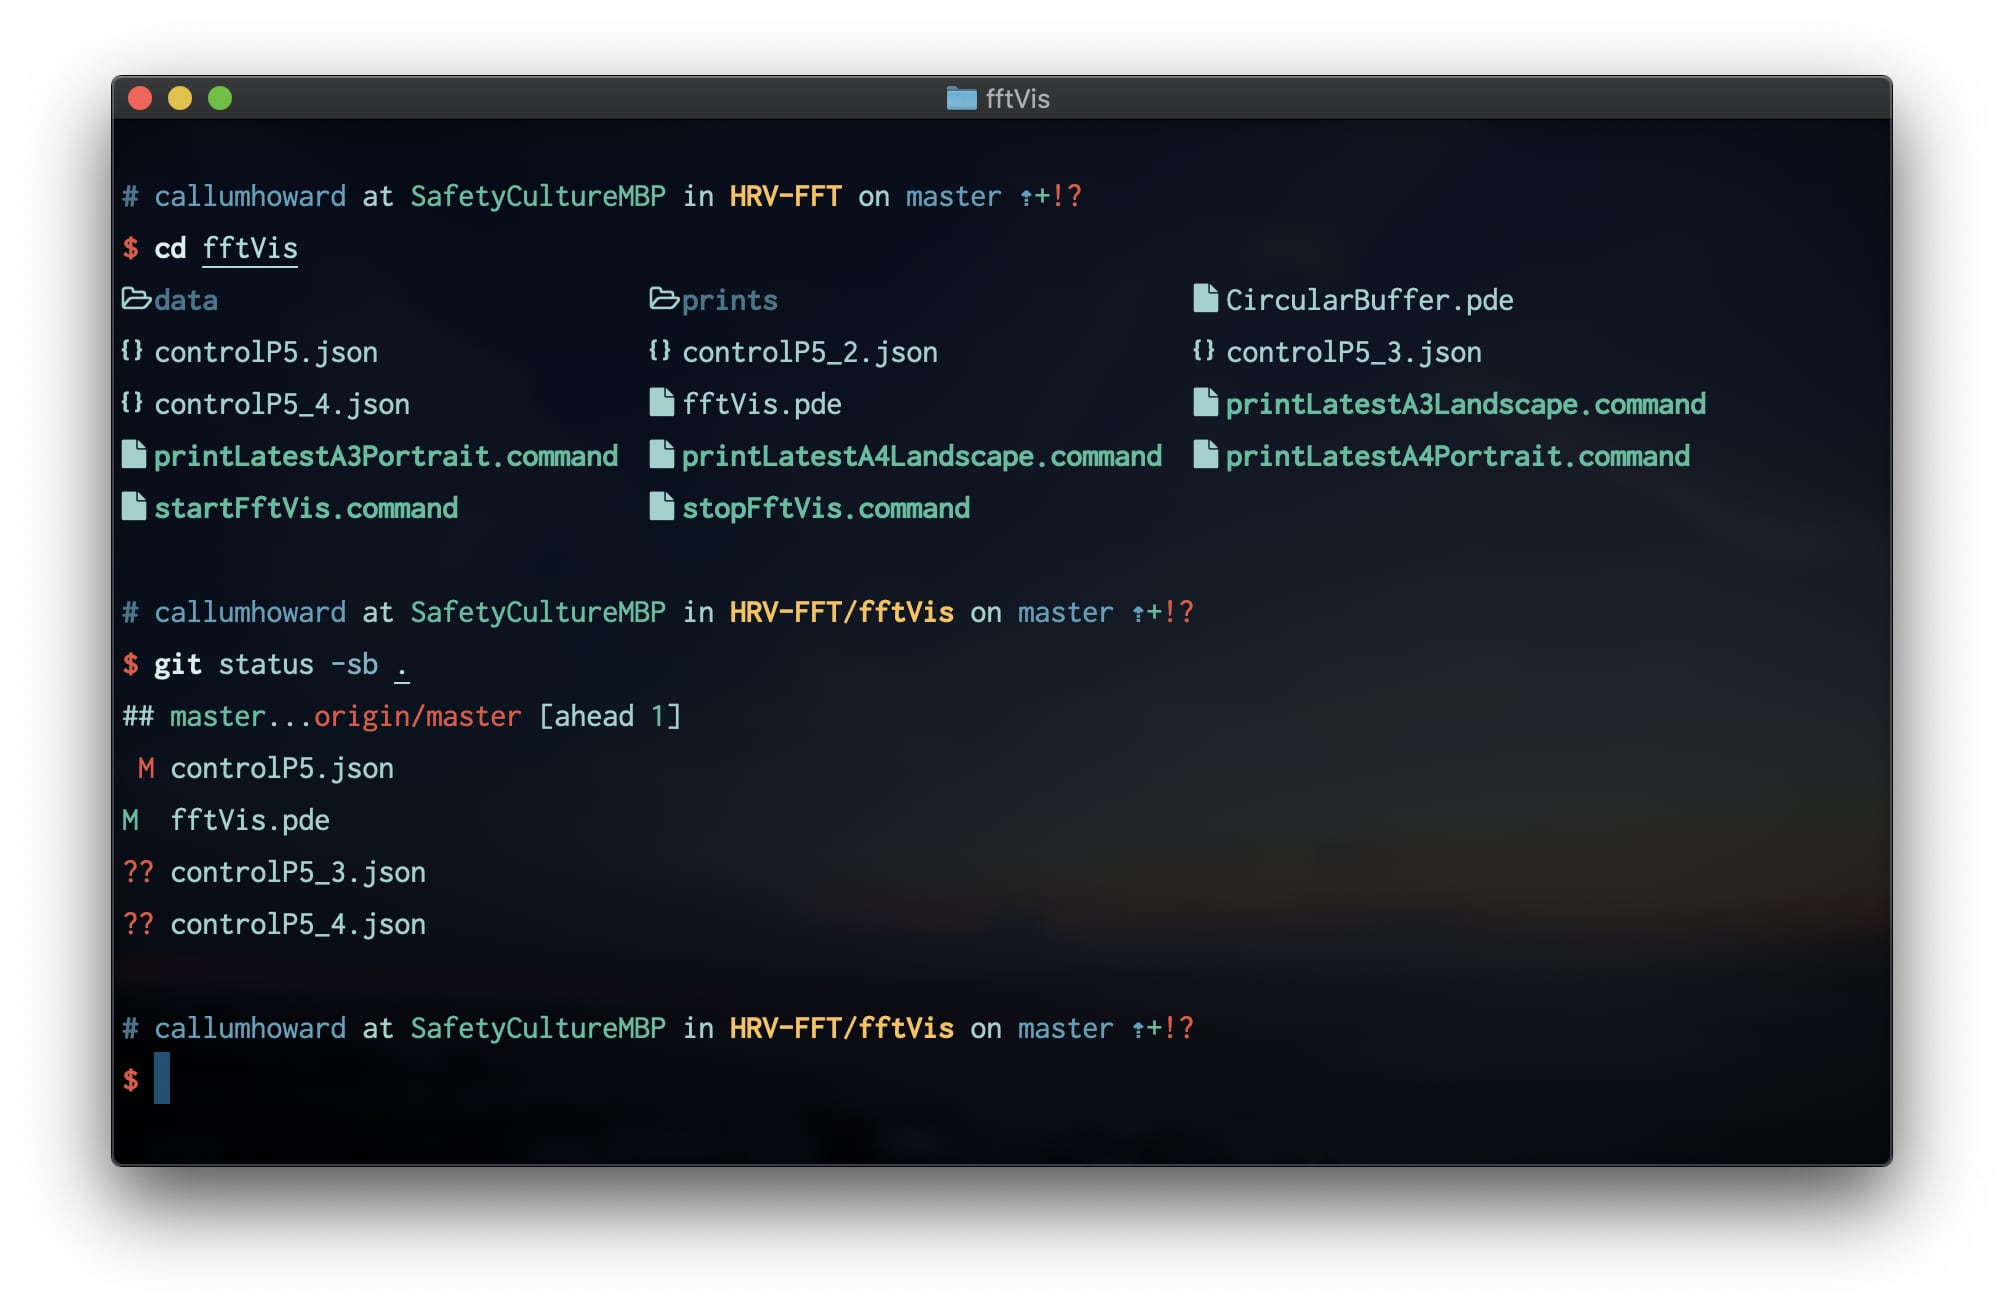 fftVis
# callumhoward at SafetyCultureMBP in HRV-FFT on master ⇡+!?
$ cd fftVis
data prints CircularBuffer.pde
{} controlP5.json {} controlP5_2.json {} controlP5_3.json
{} controlP5_4.json fftVis.pde printLatestA3Landscape.command
printLatestA3Portrait.command printLatestA4Landscape.command printLatestA4Portrait.command
startFftVis.command stopFftVis.command
# callumhoward at SafetyCultureMBP in HRV-FFT/fftVis on master ⇡+!?
$ git status -sb .
## master...origin/master [ahead 1]
 M controlP5.json
M  fftVis.pde
?? controlP5_3.json
?? controlP5_4.json
# callumhoward at SafetyCultureMBP in HRV-FFT/fftVis on master ⇡+!?
$